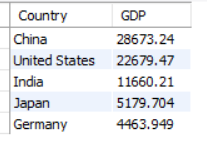 Country GDP
China 28673.24
United States 22679.47
India 11660.21
Japan 5179.704
Germany 4463.949